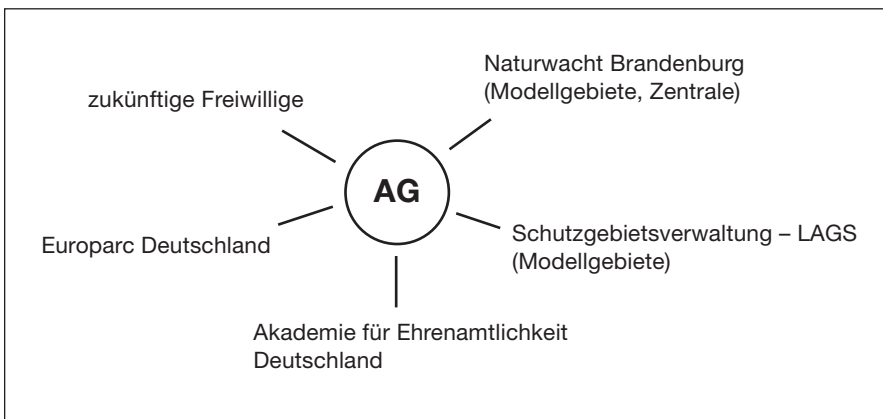 Naturwacht Brandenburg
(Modellgebiete, Zentrale)
zukünftige Freiwillige
AG
Europarc Deutschland
Schutzgebietsverwaltung – LAGS
(Modellgebiete)
Akademie für Ehrenamtlichkeit
Deutschland